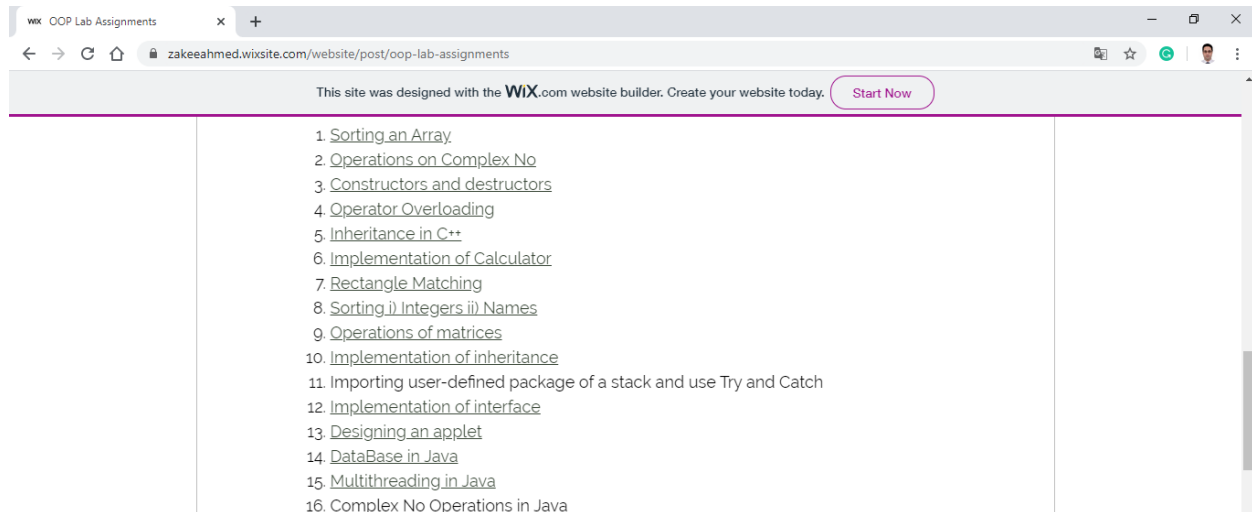 WIX OOP Lab Assignments
zakeeahmed.wixsite.com/website/post/oop-lab-assignments
This site was designed with the WiX.com website builder. Create your website today. Start Now
1. Sorting an Array
2. Operations on Complex No
3. Constructors and destructors
4. Operator Overloading
5. Inheritance in C++
6. Implementation of Calculator
7. Rectangle Matching
8. Sorting i) Integers ii) Names
9. Operations of matrices
10. Implementation of inheritance
11. Importing user-defined package of a stack and use Try and Catch
12. Implementation of interface
13. Designing an applet
14. DataBase in Java
15. Multithreading in Java
16. Complex No Operations in Java